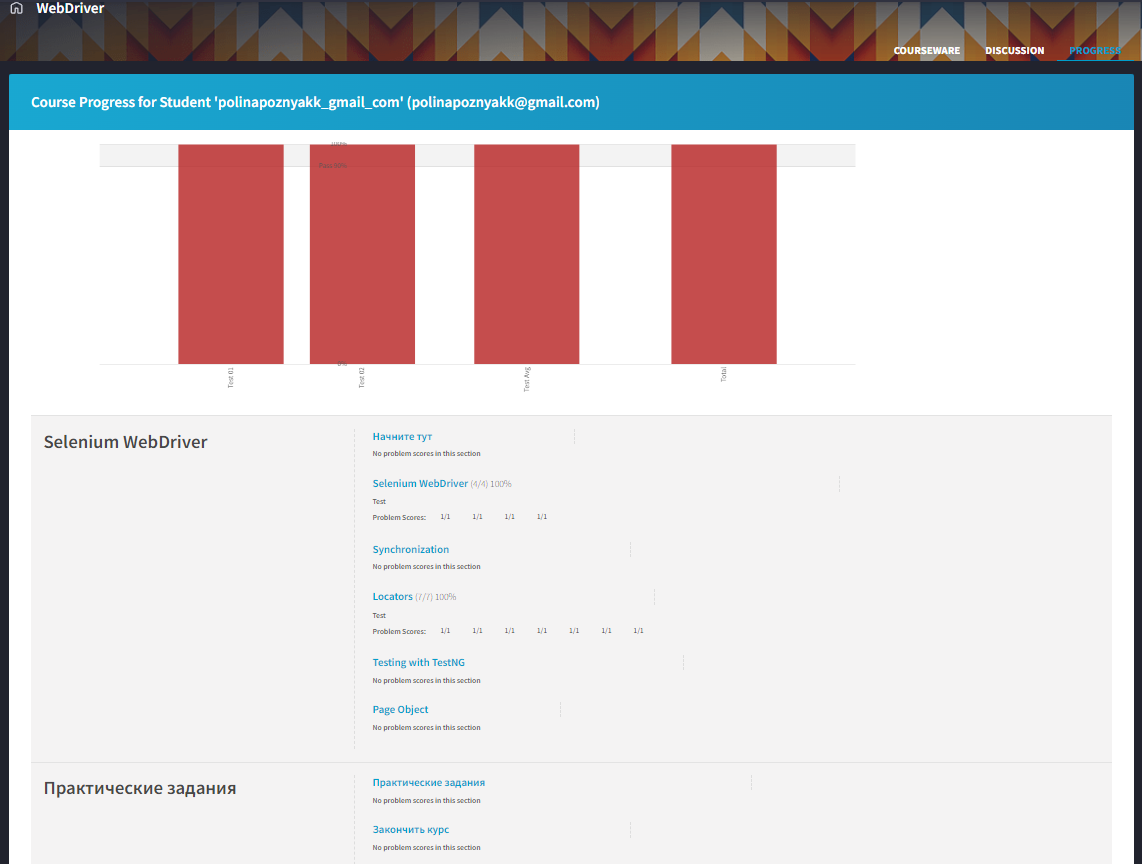 WebDriver
COURSEWARE DISCUSSION PROGRESS
Course Progress for Student 'polinapoznyakk_gmail_com' (polinapoznyakk@gmail.com)
100%
Pass 90%
0%
Test 01
Test 02
Test Avg
Total
Selenium WebDriver
Начните тут
No problem scores in this section
Selenium WebDriver (4/4) 100%
Test
Problem Scores: 1/1 1/1 1/1 1/1
Synchronization
No problem scores in this section
Locators (7/7) 100%
Test
Problem Scores: 1/1 1/1 1/1 1/1 1/1 1/1 1/1
Testing with TestNG
No problem scores in this section
Page Object
No problem scores in this section
Практические задания
Практические задания
No problem scores in this section
Закончить курс
No problem scores in this section